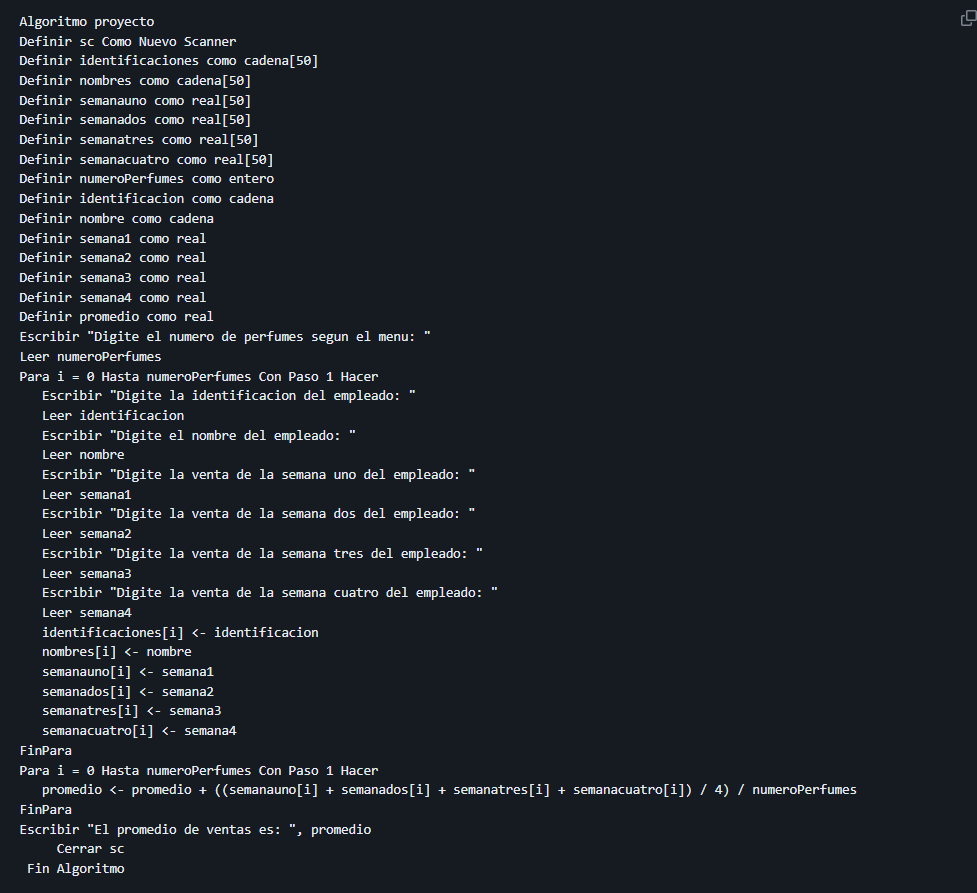 Algoritmo proyecto
Definir sc Como Nuevo Scanner
Definir identificaciones como cadena[50]
Definir nombres como cadena[50]
Definir semanauno como real[50]
Definir semanados como real[50]
Definir semanatres como real[50]
Definir semanacuatro como real[50]
Definir numeroPerfumes como entero
Definir identificacion como cadena
Definir nombre como cadena
Definir semana1 como real
Definir semana2 como real
Definir semana3 como real
Definir semana4 como real
Definir promedio como real
Escribir "Digite el numero de perfumes segun el menu: "
Leer numeroPerfumes
Para i = 0 Hasta numeroPerfumes Con Paso 1 Hacer
   Escribir "Digite la identificacion del empleado: "
   Leer identificacion
   Escribir "Digite el nombre del empleado: "
   Leer nombre
   Escribir "Digite la venta de la semana uno del empleado: "
   Leer semana1
   Escribir "Digite la venta de la semana dos del empleado: "
   Leer semana2
   Escribir "Digite la venta de la semana tres del empleado: "
   Leer semana3
   Escribir "Digite la venta de la semana cuatro del empleado: "
   Leer semana4
   identificaciones[i] <- identificacion
   nombres[i] <- nombre
   semanauno[i] <- semana1
   semanados[i] <- semana2
   semanatres[i] <- semana3
   semanacuatro[i] <- semana4
FinPara
Para i = 0 Hasta numeroPerfumes Con Paso 1 Hacer
   promedio <- promedio + ((semanauno[i] + semanados[i] + semanatres[i] + semanacuatro[i]) / 4) / numeroPerfumes
FinPara
Escribir "El promedio de ventas es: ", promedio
     Cerrar sc
 Fin Algoritmo